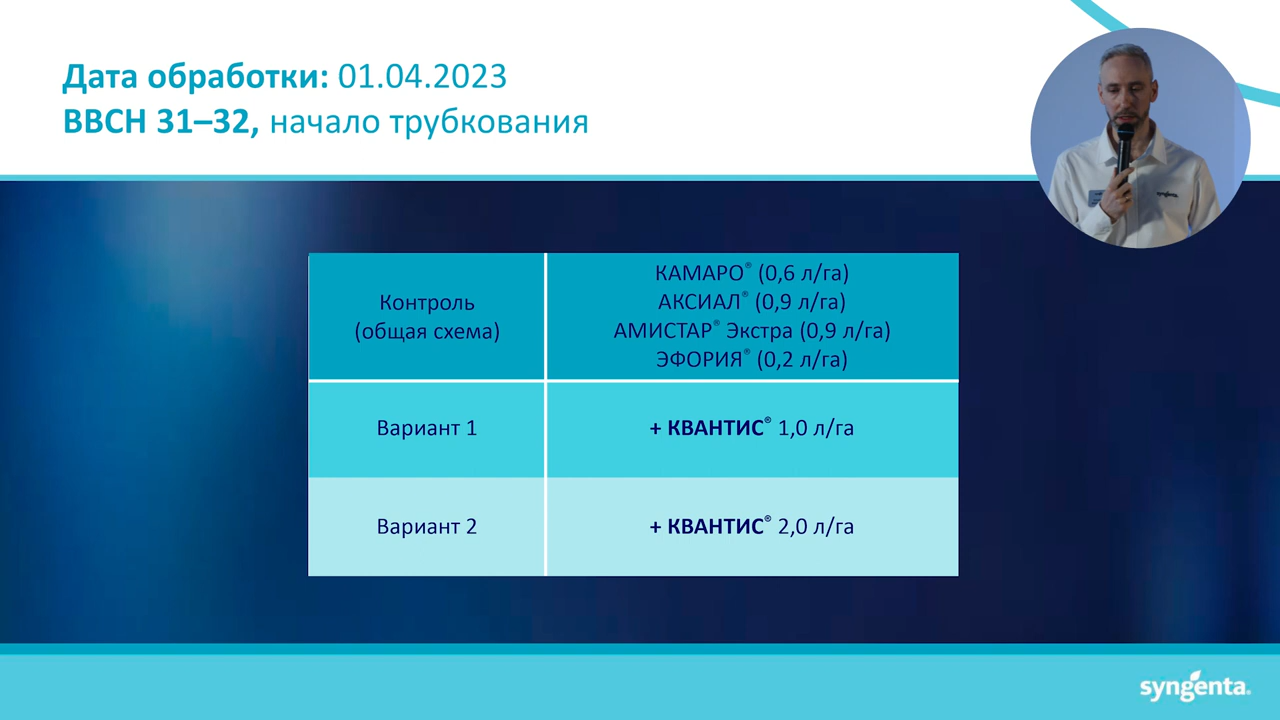 Дата обработки: 01.04.2023
ВВСН 31–32, начало трубкования
Контроль
(общая схема)
КАМАРО® (0,6 л/га)
АКСИАЛ® (0,9 л/га)
АМИСТАР® Экстра (0,9 л/га)
ЭФОРИЯ® (0,2 л/га)
Вариант 1
+ КВАНТИС® 1,0 л/га
Вариант 2
+ КВАНТИС® 2,0 л/га
syngenta
syngenta.